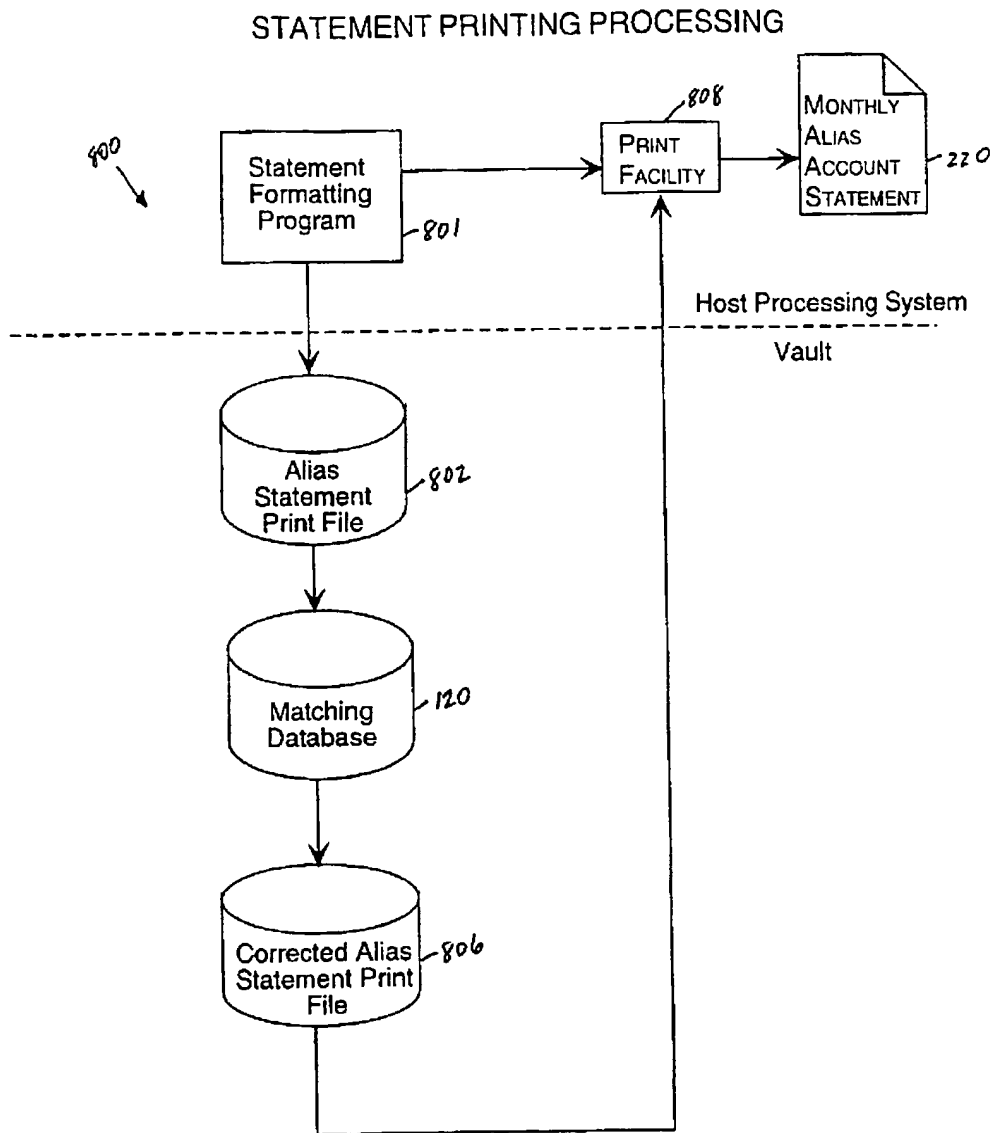 STATEMENT PRINTING PROCESSING
800
Statement
Formatting
Program
801
808
PRINT
FACILITY
MONTHLY
ALIAS
ACCOUNT
STATEMENT
220
Host Processing System
Vault
Alias
Statement
Print File
802
Matching
Database
120
Corrected Alias
Statement Print
File
806